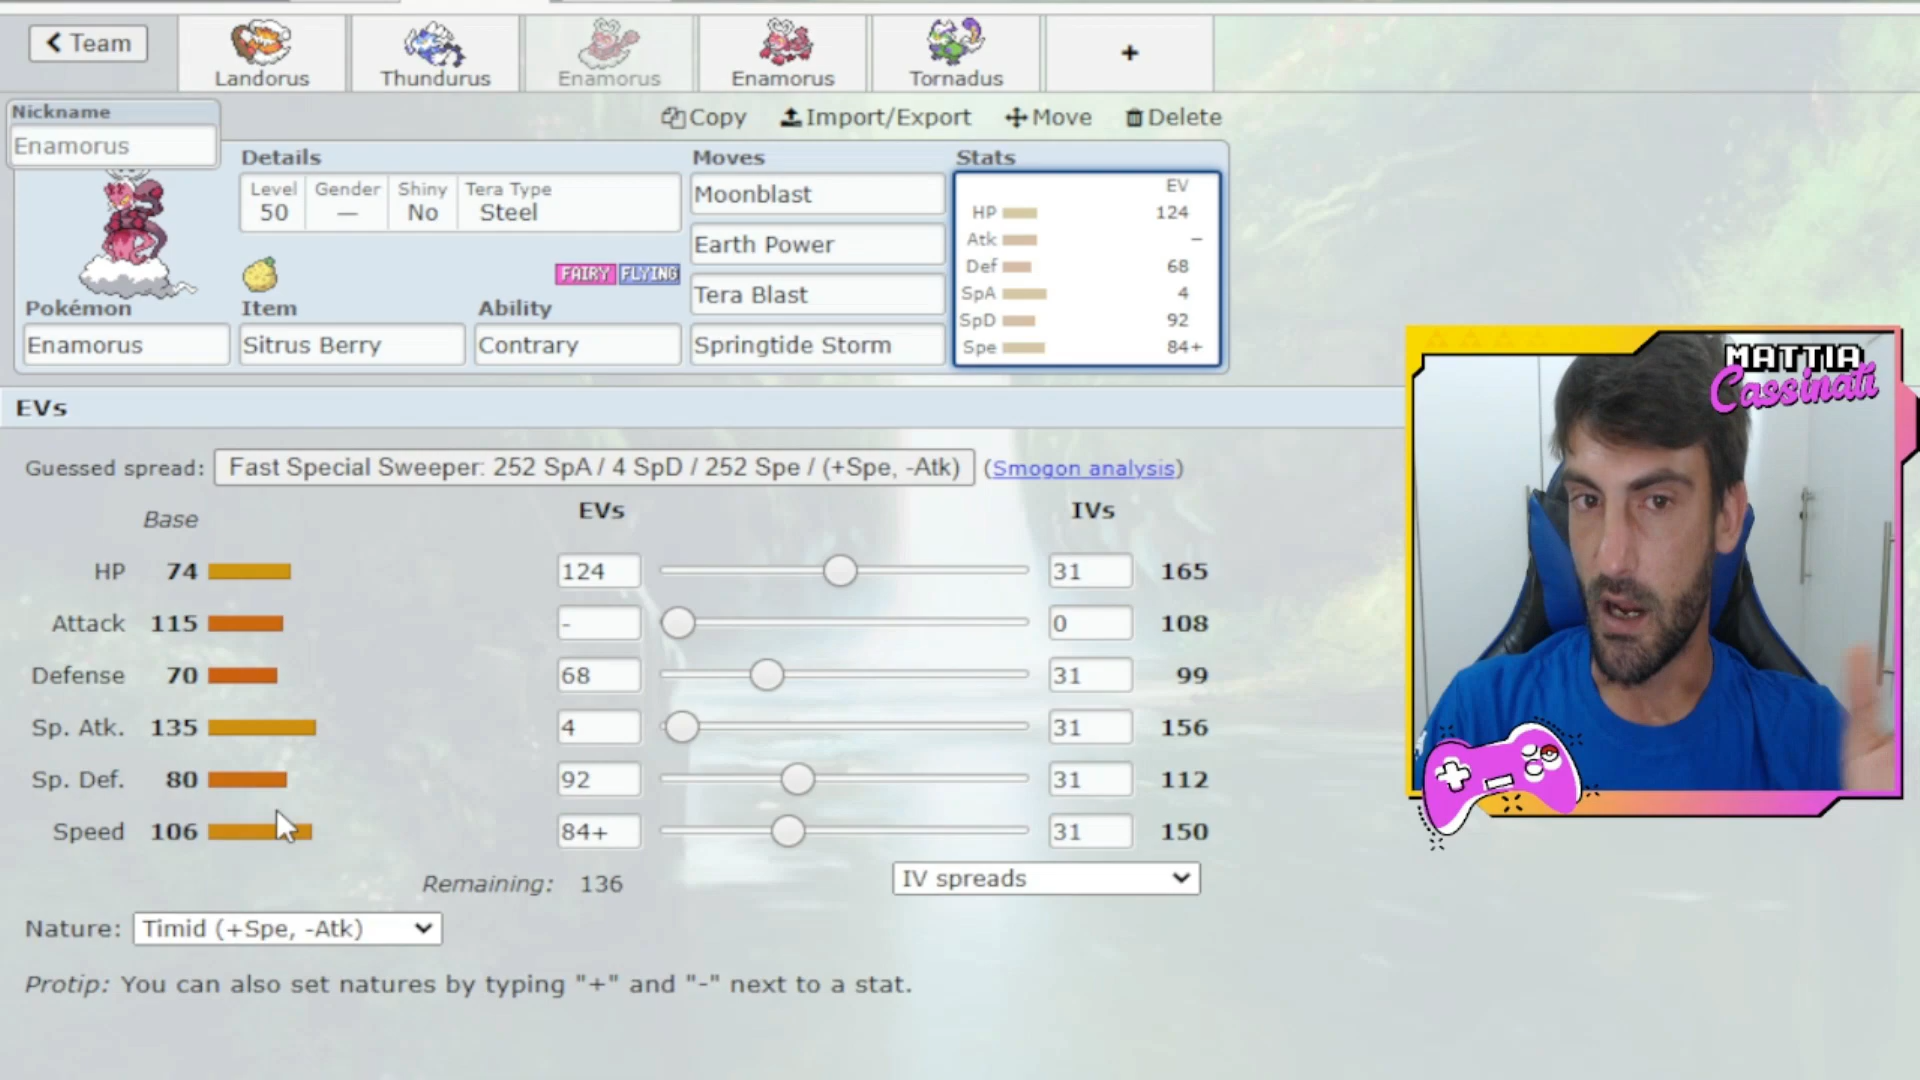 Team
Landorus
Thundurus
Enamorus
Enamorus
Tornadus
+
Nickname
Enamorus
Copy
Import/Export
Move
Delete
Details
Level
50
Gender
—
Shiny
No
Tera Type
Steel
FAIRY FLYING
Pokémon
Enamorus
Item
Sitrus Berry
Ability
Contrary
Moves
Moonblast
Earth Power
Tera Blast
Springtide Storm
Stats
EV
HP 124
Atk –
Def 68
SpA 4
SpD 92
Spe 84+
EVs
Guessed spread: Fast Special Sweeper: 252 SpA / 4 SpD / 252 Spe / (+Spe, -Atk) (Smogon analysis)
Base EVs IVs
HP 74 124 31 165
Attack 115 - 0 108
Defense 70 68 31 99
Sp. Atk. 135 4 31 156
Sp. Def. 80 92 31 112
Speed 106 84+ 31 150
Remaining: 136 IV spreads
Nature: Timid (+Spe, -Atk)
Protip: You can also set natures by typing "+" and "-" next to a stat.
MATTIA
Cassinati